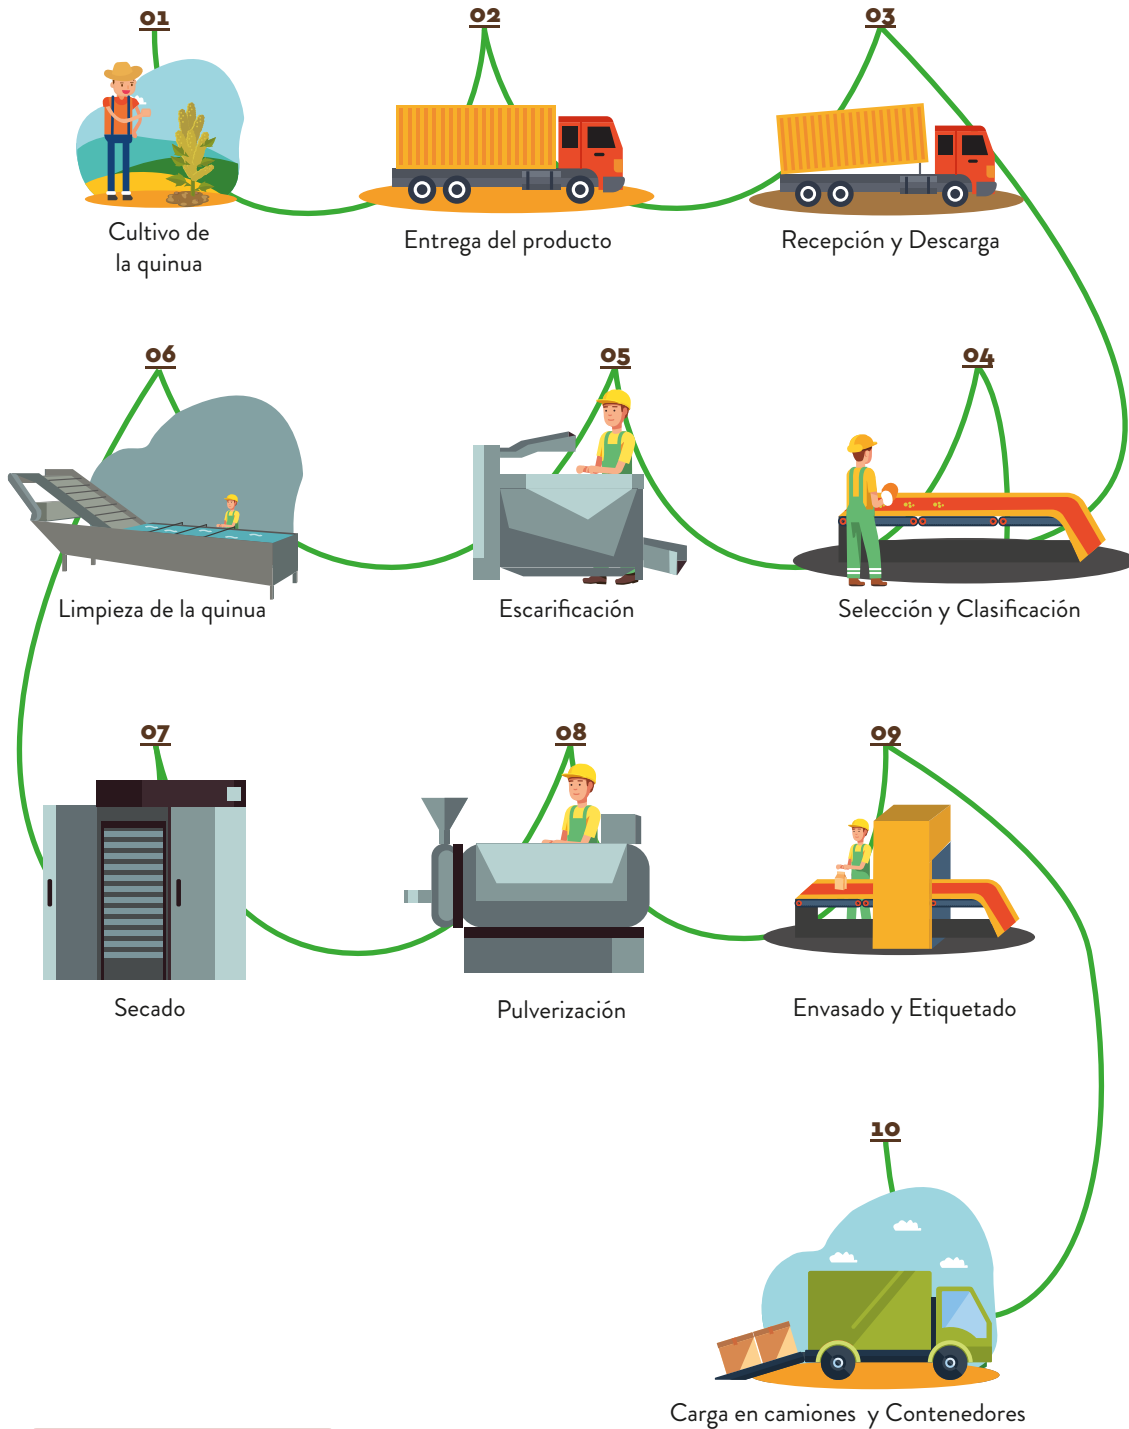 01
Cultivo de
la quinua
02
Entrega del producto
03
Recepción y Descarga
04
Selección y Clasificación
05
Escarificación
06
Limpieza de la quinua
07
Secado
08
Pulverización
09
Envasado y Etiquetado
10
Carga en camiones y Contenedores